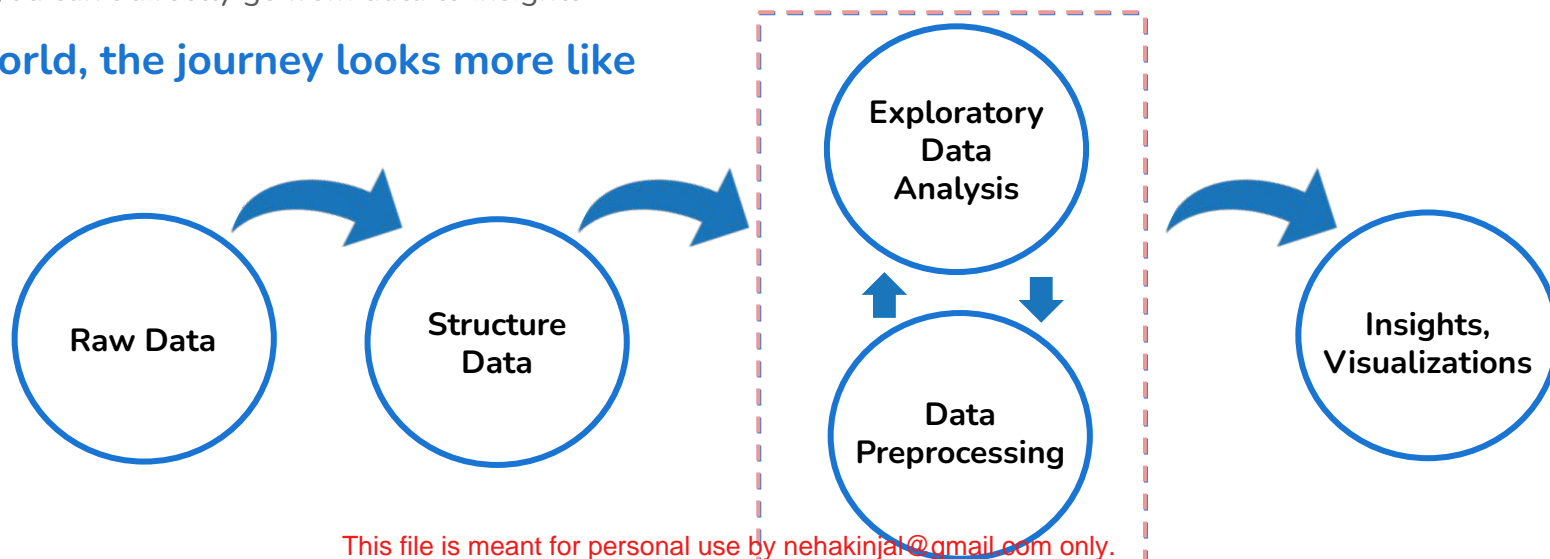 orld, the journey looks more like
Exploratory
Data
Analysis
Raw Data
Structure
Data
Insights,
Visualizations
Data
Preprocessing
This file is meant for personal use by nehakinjal@gmail.com only.